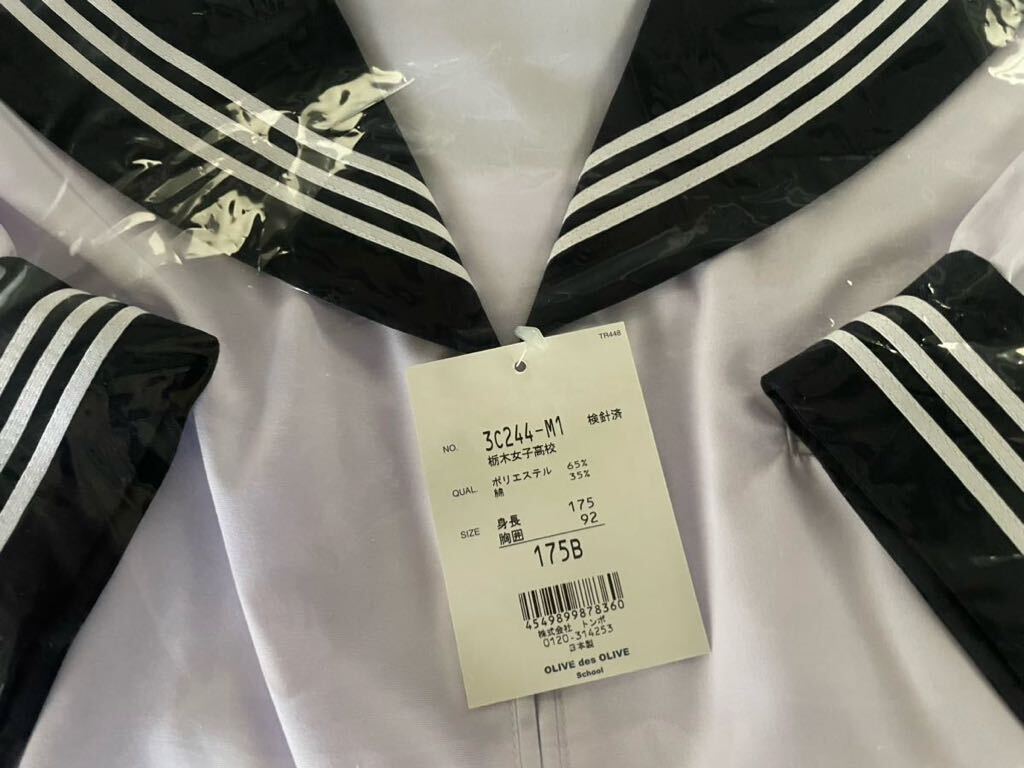 TR448
NO. 3C244-M1 検針済
栃木女子高校
QUAL. ポリエステル 65%
綿 35%
SIZE 身長 175
胸囲 92
175B
4549899878360
株式会社 トンボ
0120-314253
日本製
OLIVE des OLIVE
School